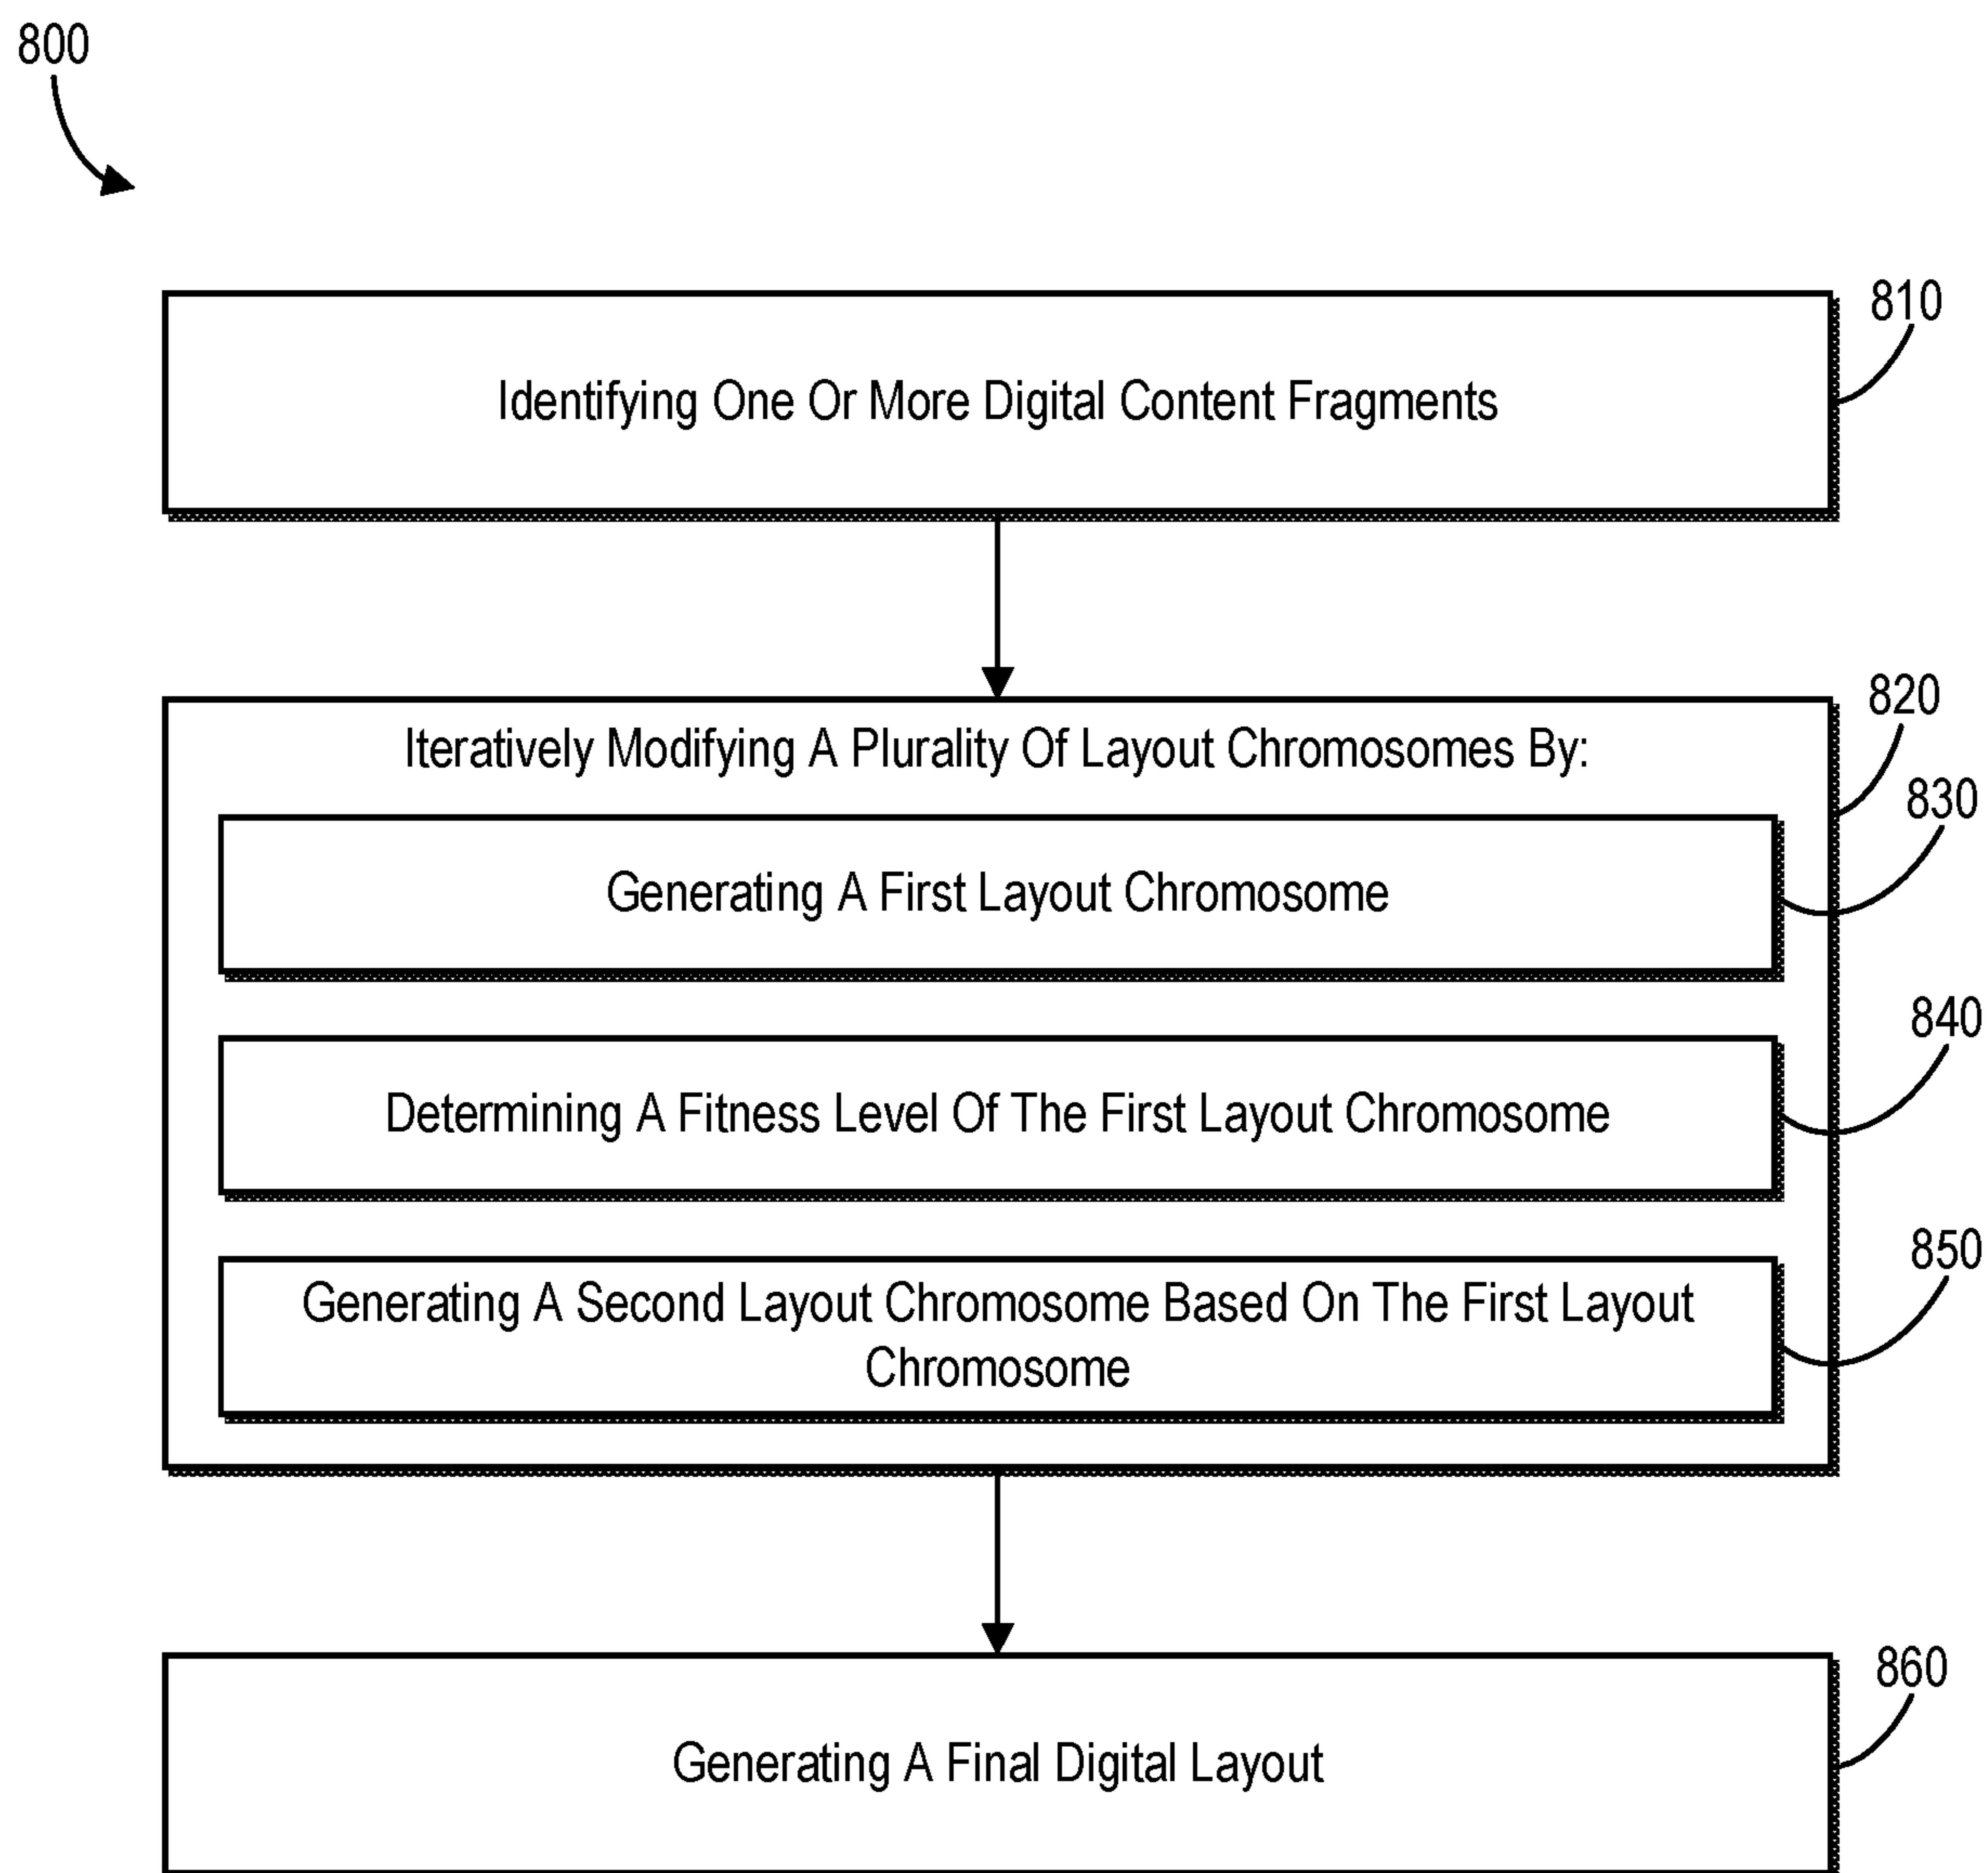 800
810
Identifying One Or More Digital Content Fragments
820
Iteratively Modifying A Plurality Of Layout Chromosomes By:
830
Generating A First Layout Chromosome
840
Determining A Fitness Level Of The First Layout Chromosome
850
Generating A Second Layout Chromosome Based On The First Layout
Chromosome
860
Generating A Final Digital Layout